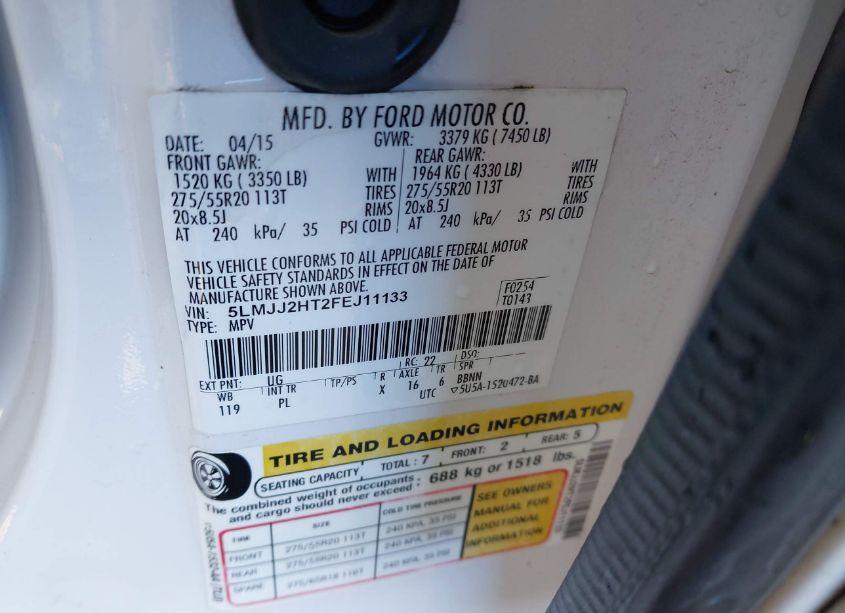 MFD. BY FORD MOTOR CO.
DATE: 04/15 GVWR: 3379 KG ( 7450 LB)
FRONT GAWR: REAR GAWR:
1520 KG ( 3350 LB) WITH 1964 KG ( 4330 LB) WITH
275/55R20 113T TIRES 275/55R20 113T TIRES
20x8.5J RIMS 20x8.5J RIMS
AT 240 kPa/ 35 PSI COLD AT 240 kPa/ 35 PSI COLD
THIS VEHICLE CONFORMS TO ALL APPLICABLE FEDERAL MOTOR
VEHICLE SAFETY STANDARDS IN EFFECT ON THE DATE OF
MANUFACTURE SHOWN ABOVE.
VIN: 5LMJJ2HT2FEJ11133 F0254
TYPE: MPV T0143
EXT PNT: UG RC: 22 DSO:
WB INT TR TP/PS R AXLE TR SPR
119 PL X 16 6 BBNN
UTC ▽5U5A-1520472-BA
TIRE AND LOADING INFORMATION
SEATING CAPACITY TOTAL : 7 FRONT: 2 REAR: 5
The combined weight of occupants and cargo should never exceed : 688 kg or 1518 lbs.
TIRE SIZE COLD TIRE PRESSURE
FRONT 275/55R20 113T 240 KPA, 35 PSI
REAR 275/55R20 113T 240 KPA, 35 PSI
SPARE
SEE OWNERS
MANUAL FOR
ADDITIONAL
INFORMATION